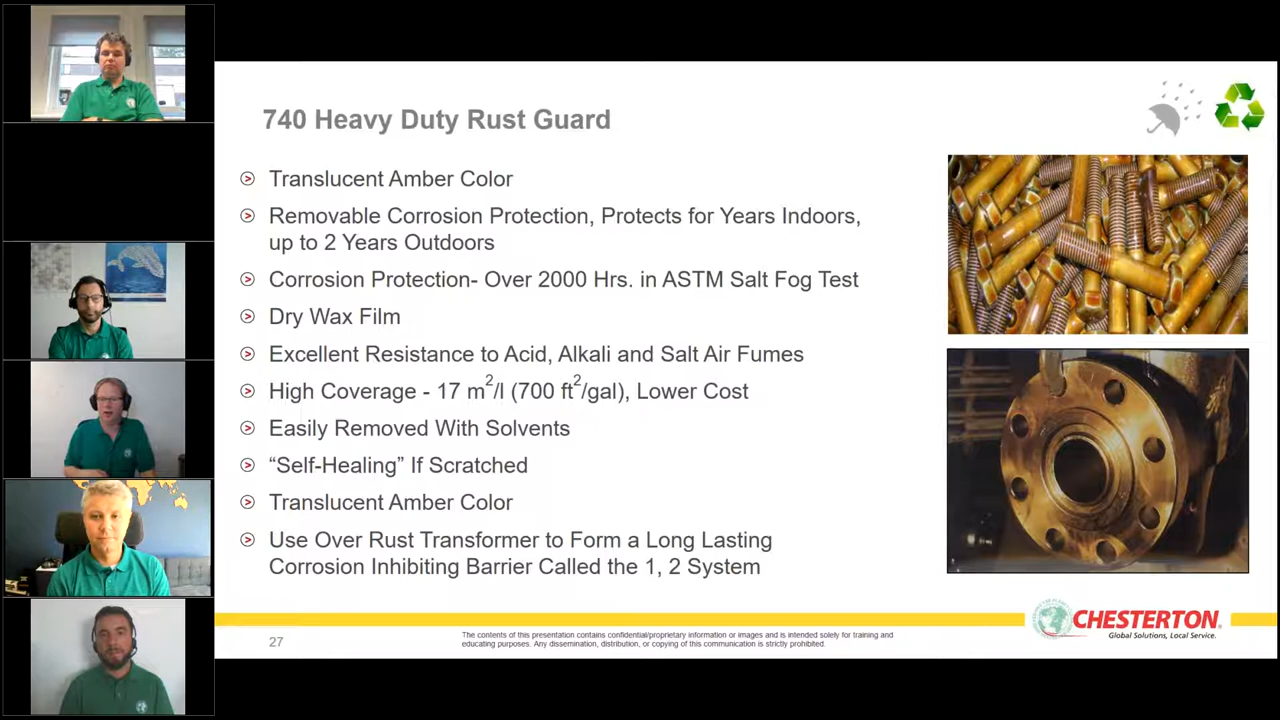 740 Heavy Duty Rust Guard
Translucent Amber Color
Removable Corrosion Protection, Protects for Years Indoors,
up to 2 Years Outdoors
Corrosion Protection- Over 2000 Hrs. in ASTM Salt Fog Test
Dry Wax Film
Excellent Resistance to Acid, Alkali and Salt Air Fumes
High Coverage - 17 m²/l (700 ft²/gal), Lower Cost
Easily Removed With Solvents
“Self-Healing” If Scratched
Translucent Amber Color
Use Over Rust Transformer to Form a Long Lasting
Corrosion Inhibiting Barrier Called the 1, 2 System
27
The contents of this presentation contains confidential/proprietary information or images and is intended solely for training and
educating purposes. Any dissemination, distribution, or copying of this communication is strictly prohibited.
CHESTERTON®
Global Solutions, Local Service.